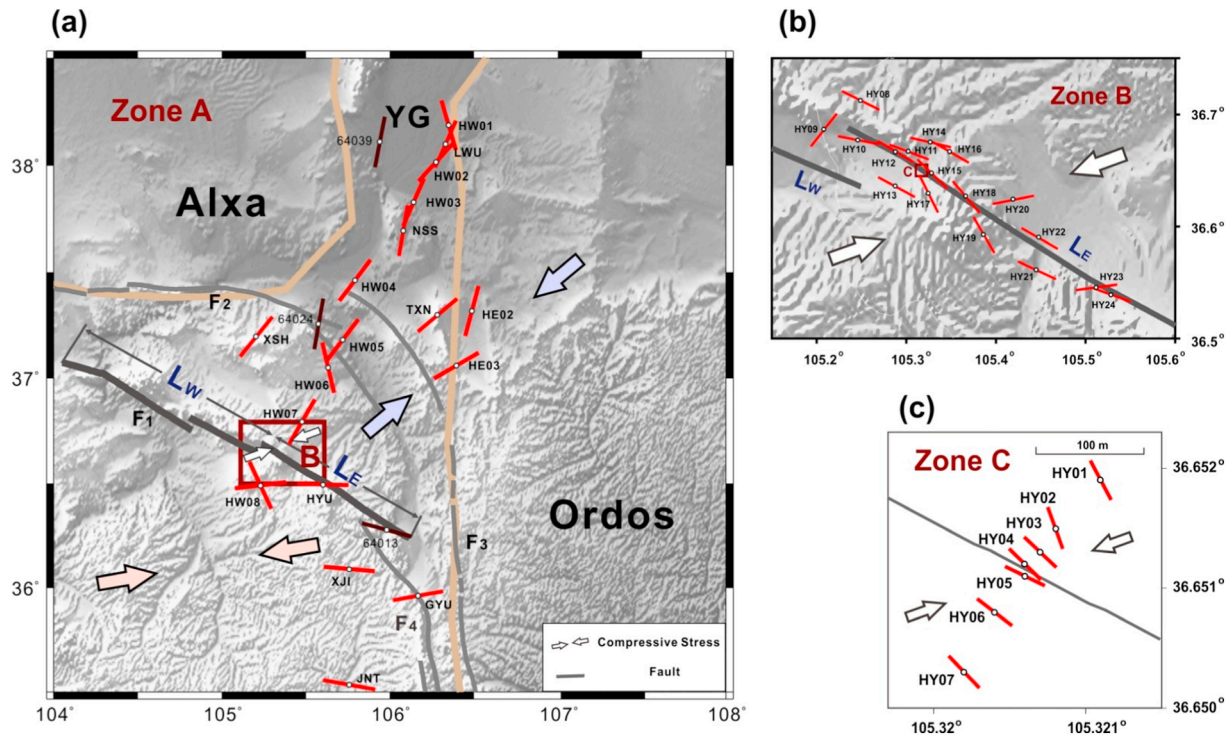 (a)
Zone A
YG
64039
HW01
LWU
HW02
HW03
NSS
Alxa
38°
HW04
TXN
HE02
F2
64024
XSH
HW05
HW06
HE03
37°
LW
F1
HW07
B
LE
HW08
HYU
64013
Ordos
F3
XJI
36°
GYU
F4
JNT
Compressive Stress
Fault
104°
105°
106°
107°
108°
(b)
Zone B
36.7°
HY08
HY09
HY10
HY14
HY11
HY12
HY16
C
HY15
LW
HY13
HY17
HY18
HY20
36.6°
HY19
HY22
LE
HY21
HY23
HY24
36.5°
105.2
105.3
105.4
105.5
105.6
(c)
Zone C
100 m
36.652°
HY01
HY02
HY03
HY04
HY05
36.651°
HY06
HY07
36.650°
105.32°
105.321°